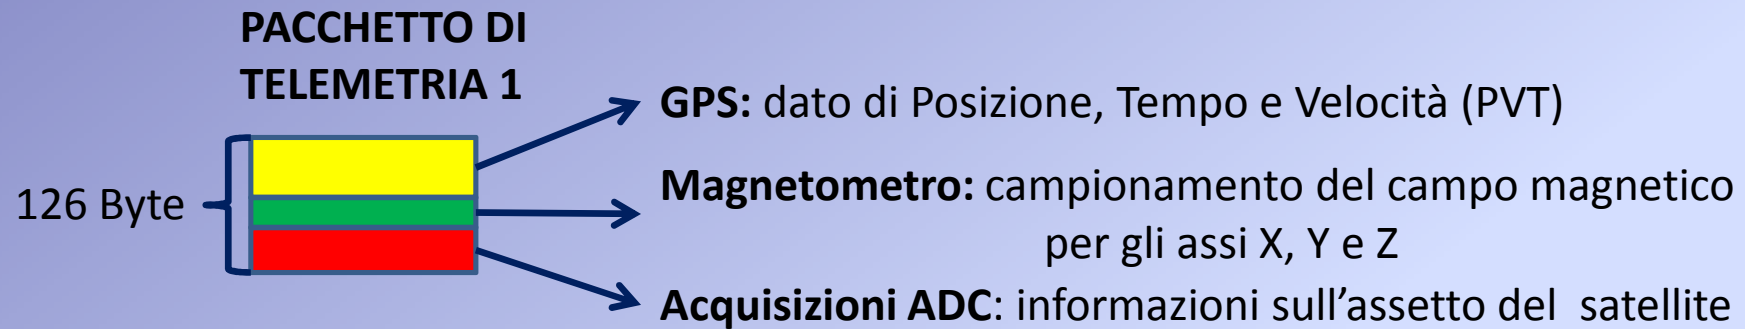 PACCHETTO DI
TELEMETRIA 1
126 Byte
GPS: dato di Posizione, Tempo e Velocità (PVT)
Magnetometro: campionamento del campo magnetico
per gli assi X, Y e Z
Acquisizioni ADC: informazioni sull’assetto del satellite